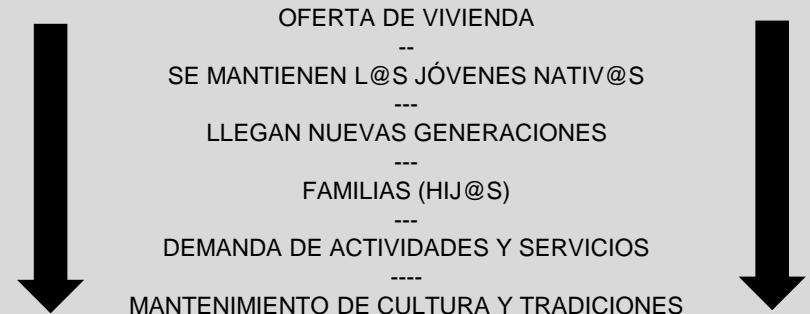 OFERTA DE VIVIENDA
--
SE MANTIENEN L@S JÓVENES NATIV@S
---
LLEGAN NUEVAS GENERACIONES
---
FAMILIAS (HIJ@S)
---
DEMANDA DE ACTIVIDADES Y SERVICIOS
----
MANTENIMIENTO DE CULTURA Y TRADICIONES